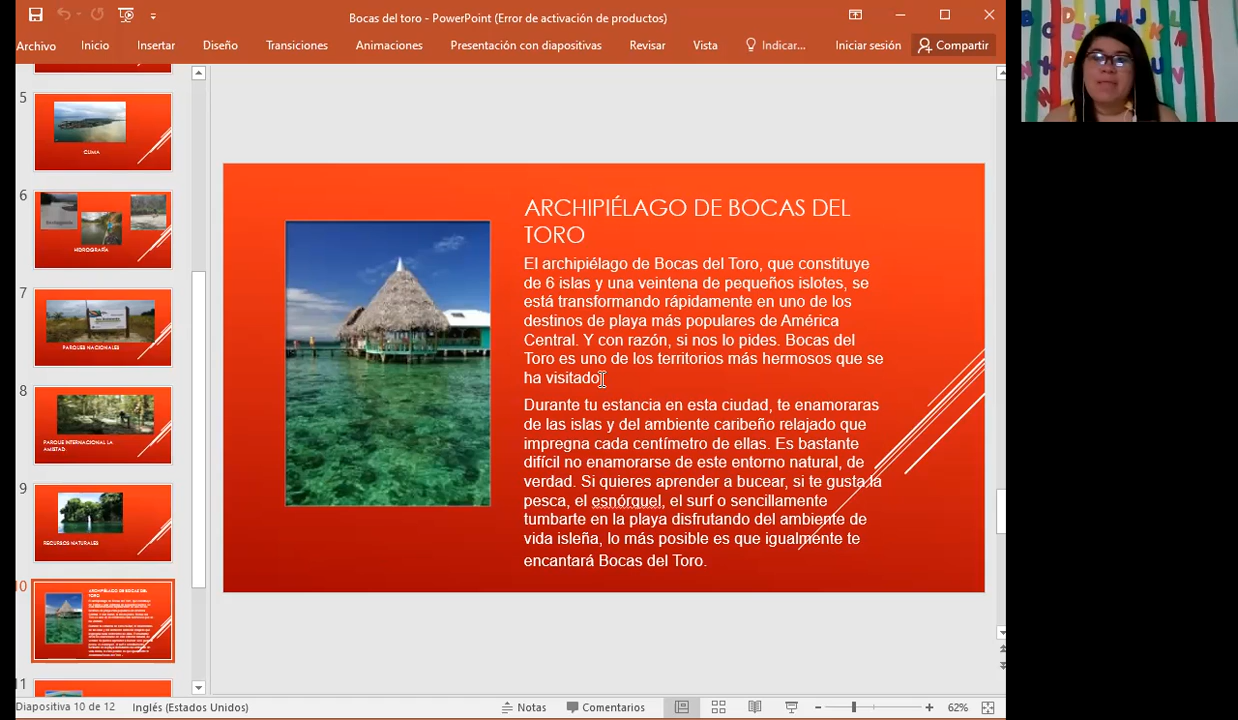 Bocas del toro - PowerPoint (Error de activación de productos)
Archivo Inicio Insertar Diseño Transiciones Animaciones Presentación con diapositivas Revisar Vista Indicar... Iniciar sesión Compartir
5
CLIMA
6
HIDROGRAFÍA
7
PARQUES NACIONALES
8
PARQUE INTERNACIONAL LA
AMISTAD
9
RECURSOS NATURALES
10
11
ARCHIPIÉLAGO DE BOCAS DEL
TORO
El archipiélago de Bocas del Toro, que constituye
de 6 islas y una veintena de pequeños islotes, se
está transformando rápidamente en uno de los
destinos de playa más populares de América
Central. Y con razón, si nos lo pides. Bocas del
Toro es uno de los territorios más hermosos que se
ha visitado
Durante tu estancia en esta ciudad, te enamoraras
de las islas y del ambiente caribeño relajado que
impregna cada centímetro de ellas. Es bastante
difícil no enamorarse de este entorno natural, de
verdad. Si quieres aprender a bucear, si te gusta la
pesca, el esnórquel, el surf o sencillamente
tumbarte en la playa disfrutando del ambiente de
vida isleña, lo más posible es que igualmente te
encantará Bocas del Toro.
Diapositiva 10 de 12 Inglés (Estados Unidos) Notas Comentarios 62%